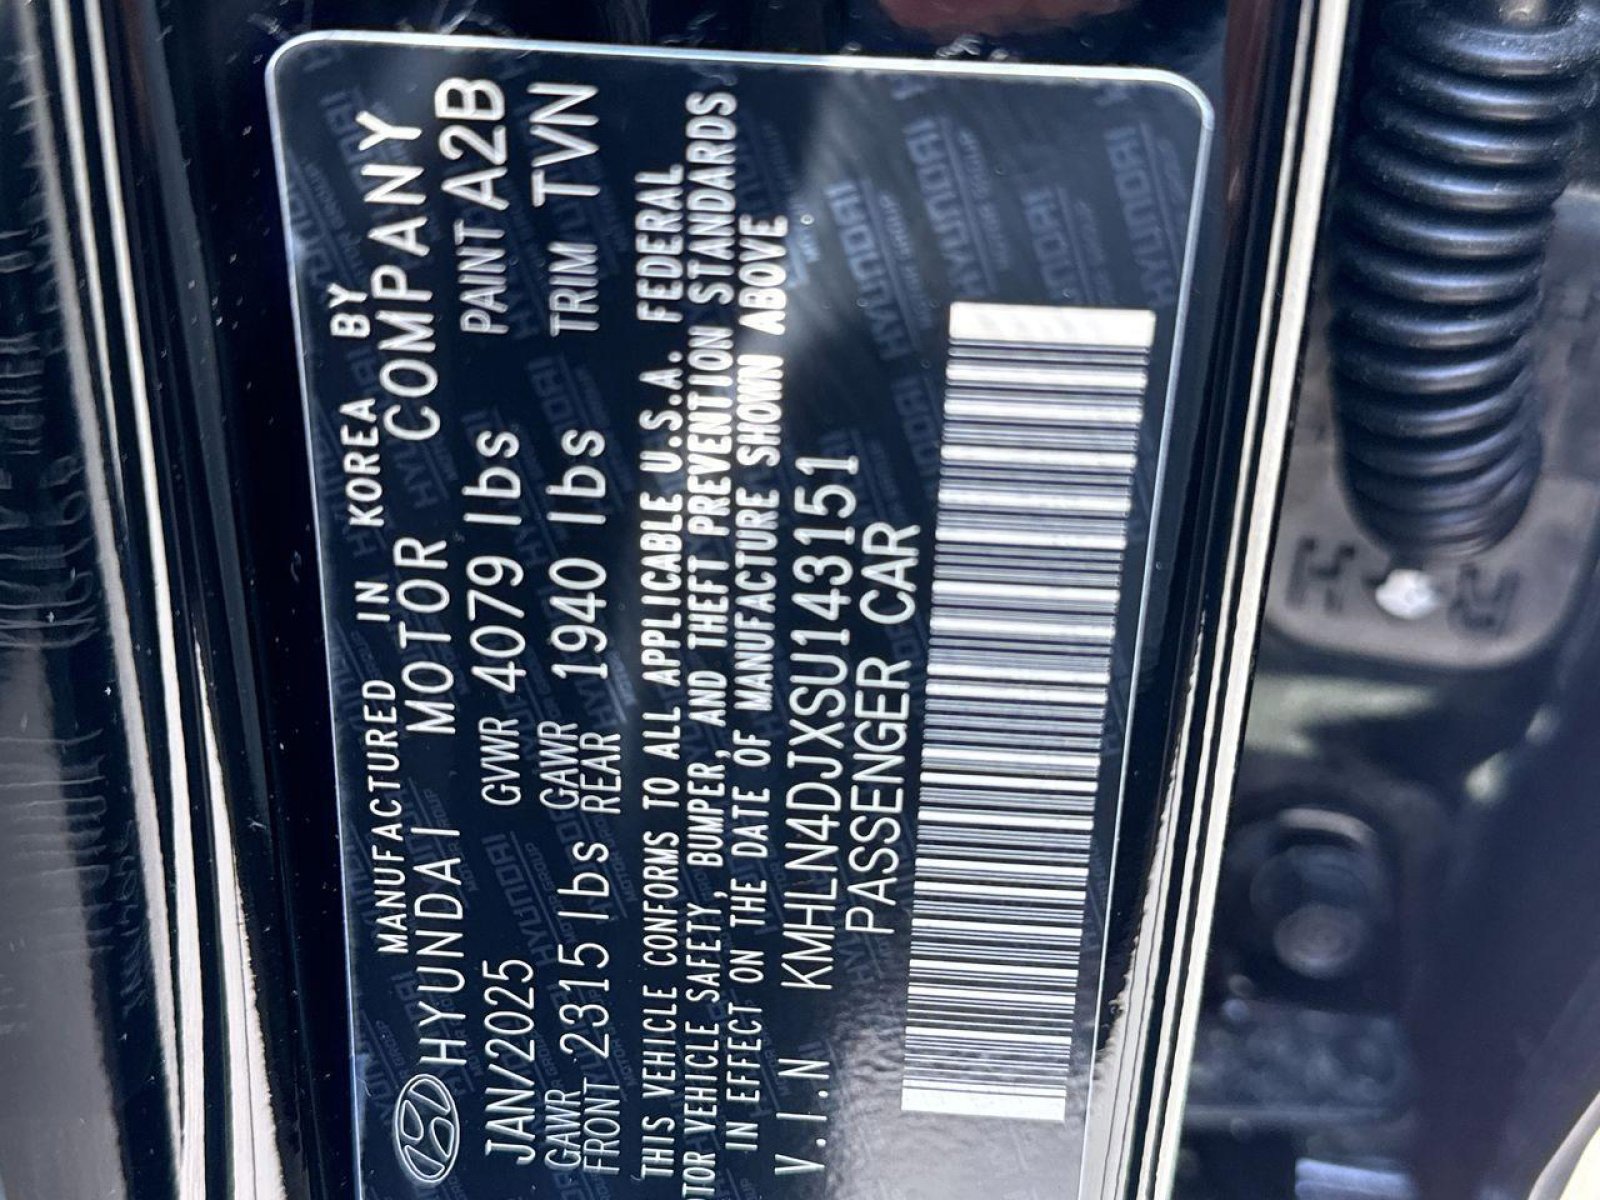 MANUFACTURED IN KOREA BY
HYUNDAI MOTOR COMPANY
JAN/2025 GVWR 4079 lbs PAINT A2B
GAWR FRONT 2315 lbs GAWR REAR 1940 lbs TRIM TVN
THIS VEHICLE CONFORMS TO ALL APPLICABLE U.S.A. FEDERAL
MOTOR VEHICLE SAFETY, BUMPER, AND THEFT PREVENTION STANDARDS
IN EFFECT ON THE DATE OF MANUFACTURE SHOWN ABOVE
V.I.N KMHLN4DJXSU143151
PASSENGER CAR